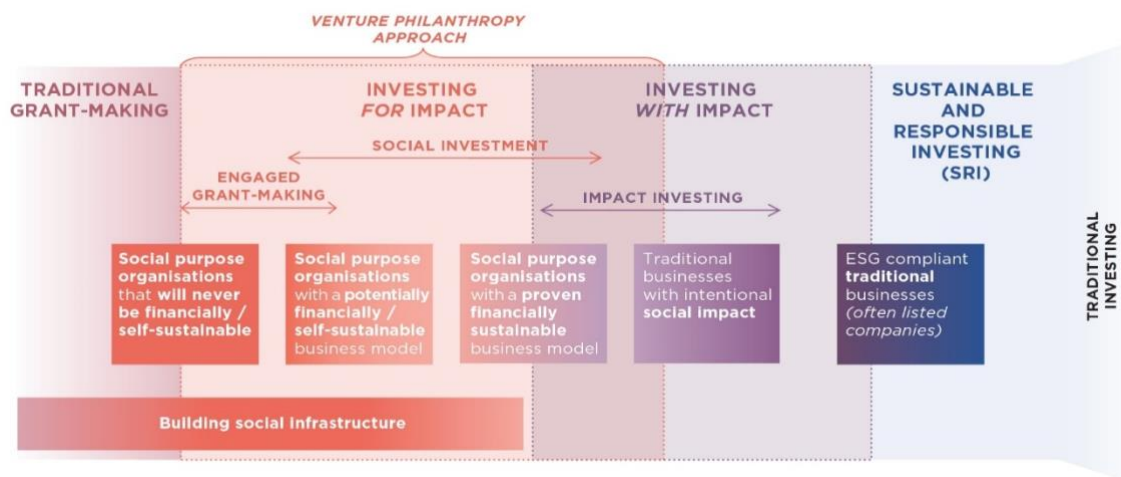 VENTURE PHILANTHROPY
APPROACH
TRADITIONAL
GRANT-MAKING
INVESTING
FOR IMPACT
INVESTING
WITH IMPACT
SUSTAINABLE
AND
RESPONSIBLE
INVESTING
(SRI)
SOCIAL INVESTMENT
ENGAGED
GRANT-MAKING
IMPACT INVESTING
TRADITIONAL
INVESTING
Social purpose
organisations
that will never
be financially /
self-sustainable
Social purpose
organisations
with a potentially
financially /
self-sustainable
business model
Social purpose
organisations
with a proven
financially
sustainable
business model
Traditional
businesses
with intentional
social impact
ESG compliant
traditional
businesses
(often listed
companies)
Building social infrastructure